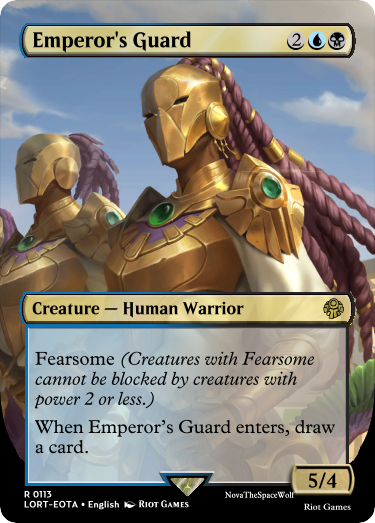 Emperor's Guard 2
Creature — Human Warrior
Fearsome (Creatures with Fearsome
cannot be blocked by creatures with
power 2 or less.)
When Emperor's Guard enters, draw
a card.
5/4
R 0113
NovaTheSpaceWolf
LORT-EOTA • English Riot Games
Riot Games